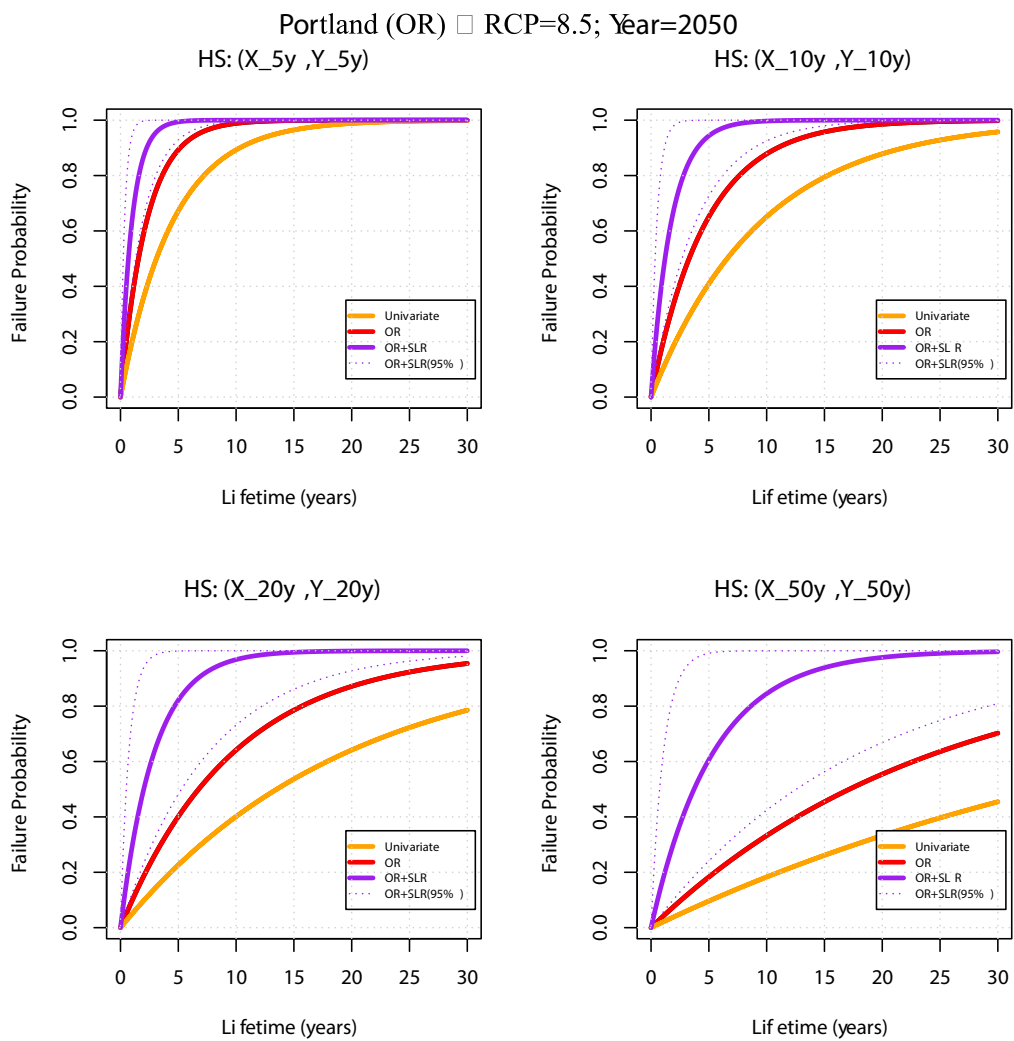 Portland (OR) □ RCP=8.5; Year=2050
HS: (X_5y ,Y_5y)
Failure Probability
1.0
0.8
0.6
0.4
0.2
0.0
Univariate
OR
OR+SLR
OR+SLR(95% )
0 5 10 15 20 25 30
Li fetime (years)
HS: (X_10y ,Y_10y)
Failure Probability
1.0
0.8
0.6
0.4
0.2
0.0
Univariate
OR
OR+SL R
OR+SLR(95% )
0 5 10 15 20 25 30
Lif etime (years)
HS: (X_20y ,Y_20y)
Failure Probability
1.0
0.8
0.6
0.4
0.2
0.0
Univariate
OR
OR+SLR
OR+SLR(95% )
0 5 10 15 20 25 30
Li fetime (years)
HS: (X_50y ,Y_50y)
Failure Probability
1.0
0.8
0.6
0.4
0.2
0.0
Univariate
OR
OR+SL R
OR+SLR(95% )
0 5 10 15 20 25 30
Lif etime (years)